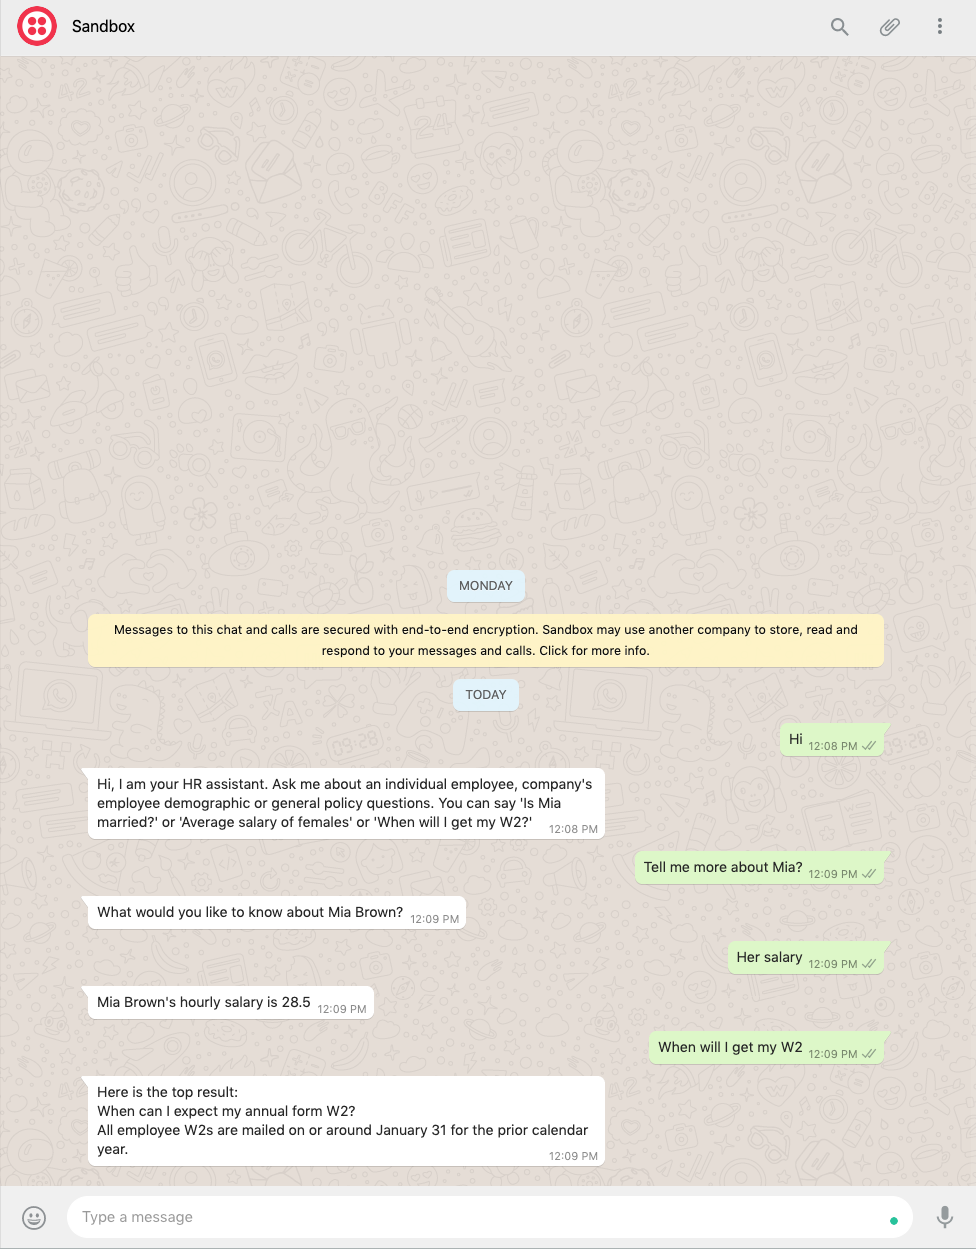 Sandbox
MONDAY
Messages to this chat and calls are secured with end-to-end encryption. Sandbox may use another company to store, read and
respond to your messages and calls. Click for more info.
TODAY
Hi 12:08 PM
Hi, I am your HR assistant. Ask me about an individual employee, company's
employee demographic or general policy questions. You can say 'Is Mia
married?' or 'Average salary of females' or 'When will I get my W2?' 12:08 PM
Tell me more about Mia? 12:09 PM
What would you like to know about Mia Brown? 12:09 PM
Her salary 12:09 PM
Mia Brown's hourly salary is 28.5 12:09 PM
When will I get my W2 12:09 PM
Here is the top result:
When can I expect my annual form W2?
All employee W2s are mailed on or around January 31 for the prior calendar
year. 12:09 PM
Type a message